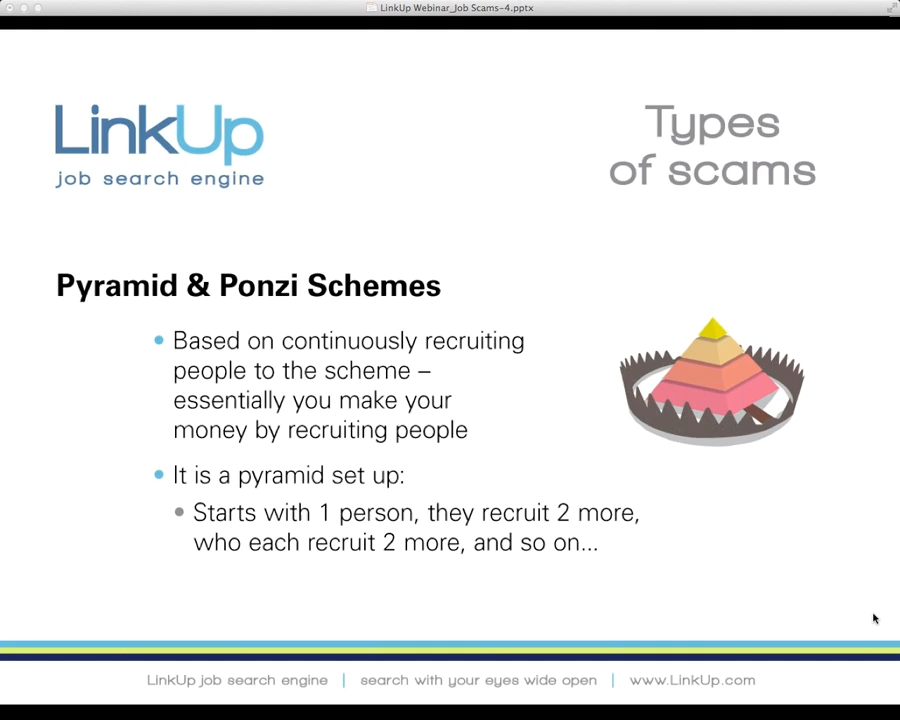 LinkUp Webinar_Job Scams-4.pptx
LinkUp
job search engine
Types
of scams
Pyramid & Ponzi Schemes
• Based on continuously recruiting
people to the scheme –
essentially you make your
money by recruiting people
• It is a pyramid set up:
• Starts with 1 person, they recruit 2 more,
who each recruit 2 more, and so on...
LinkUp job search engine | search with your eyes wide open | www.LinkUp.com